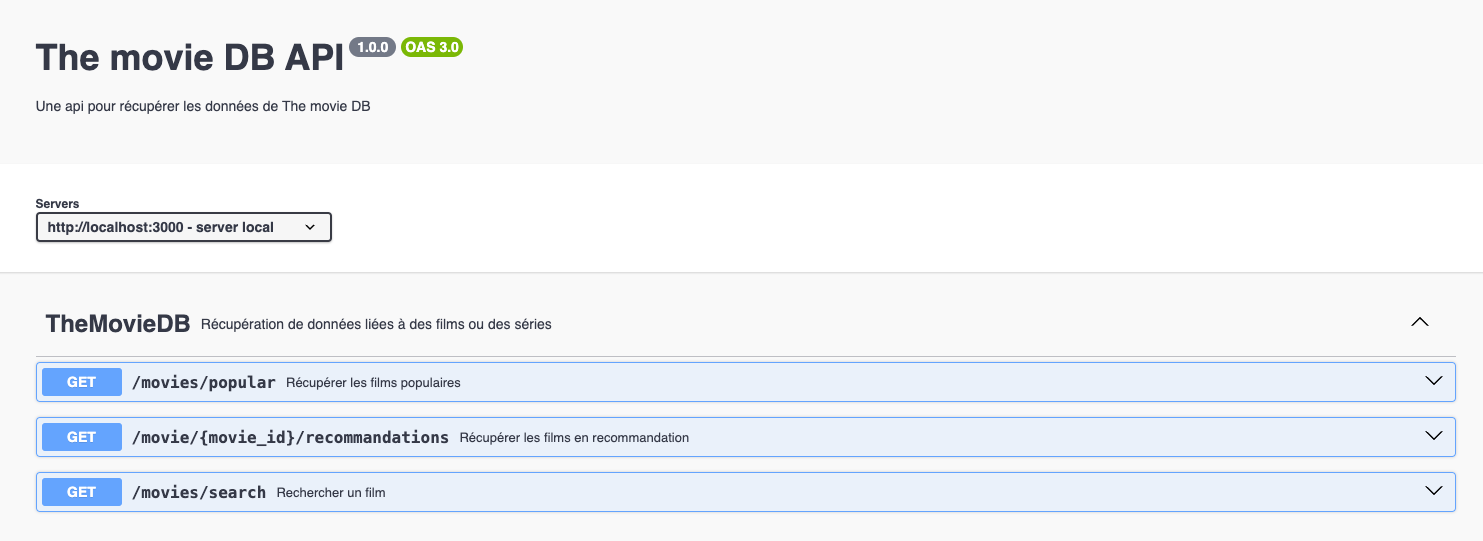 The movie DB API 1.0.0 OAS 3.0
Une api pour récupérer les données de The movie DB
Servers
http://localhost:3000 - server local
TheMovieDB Récupération de données liées à des films ou des séries
GET /movies/popular Récupérer les films populaires
GET /movie/{movie_id}/recommandations Récupérer les films en recommandation
GET /movies/search Rechercher un film